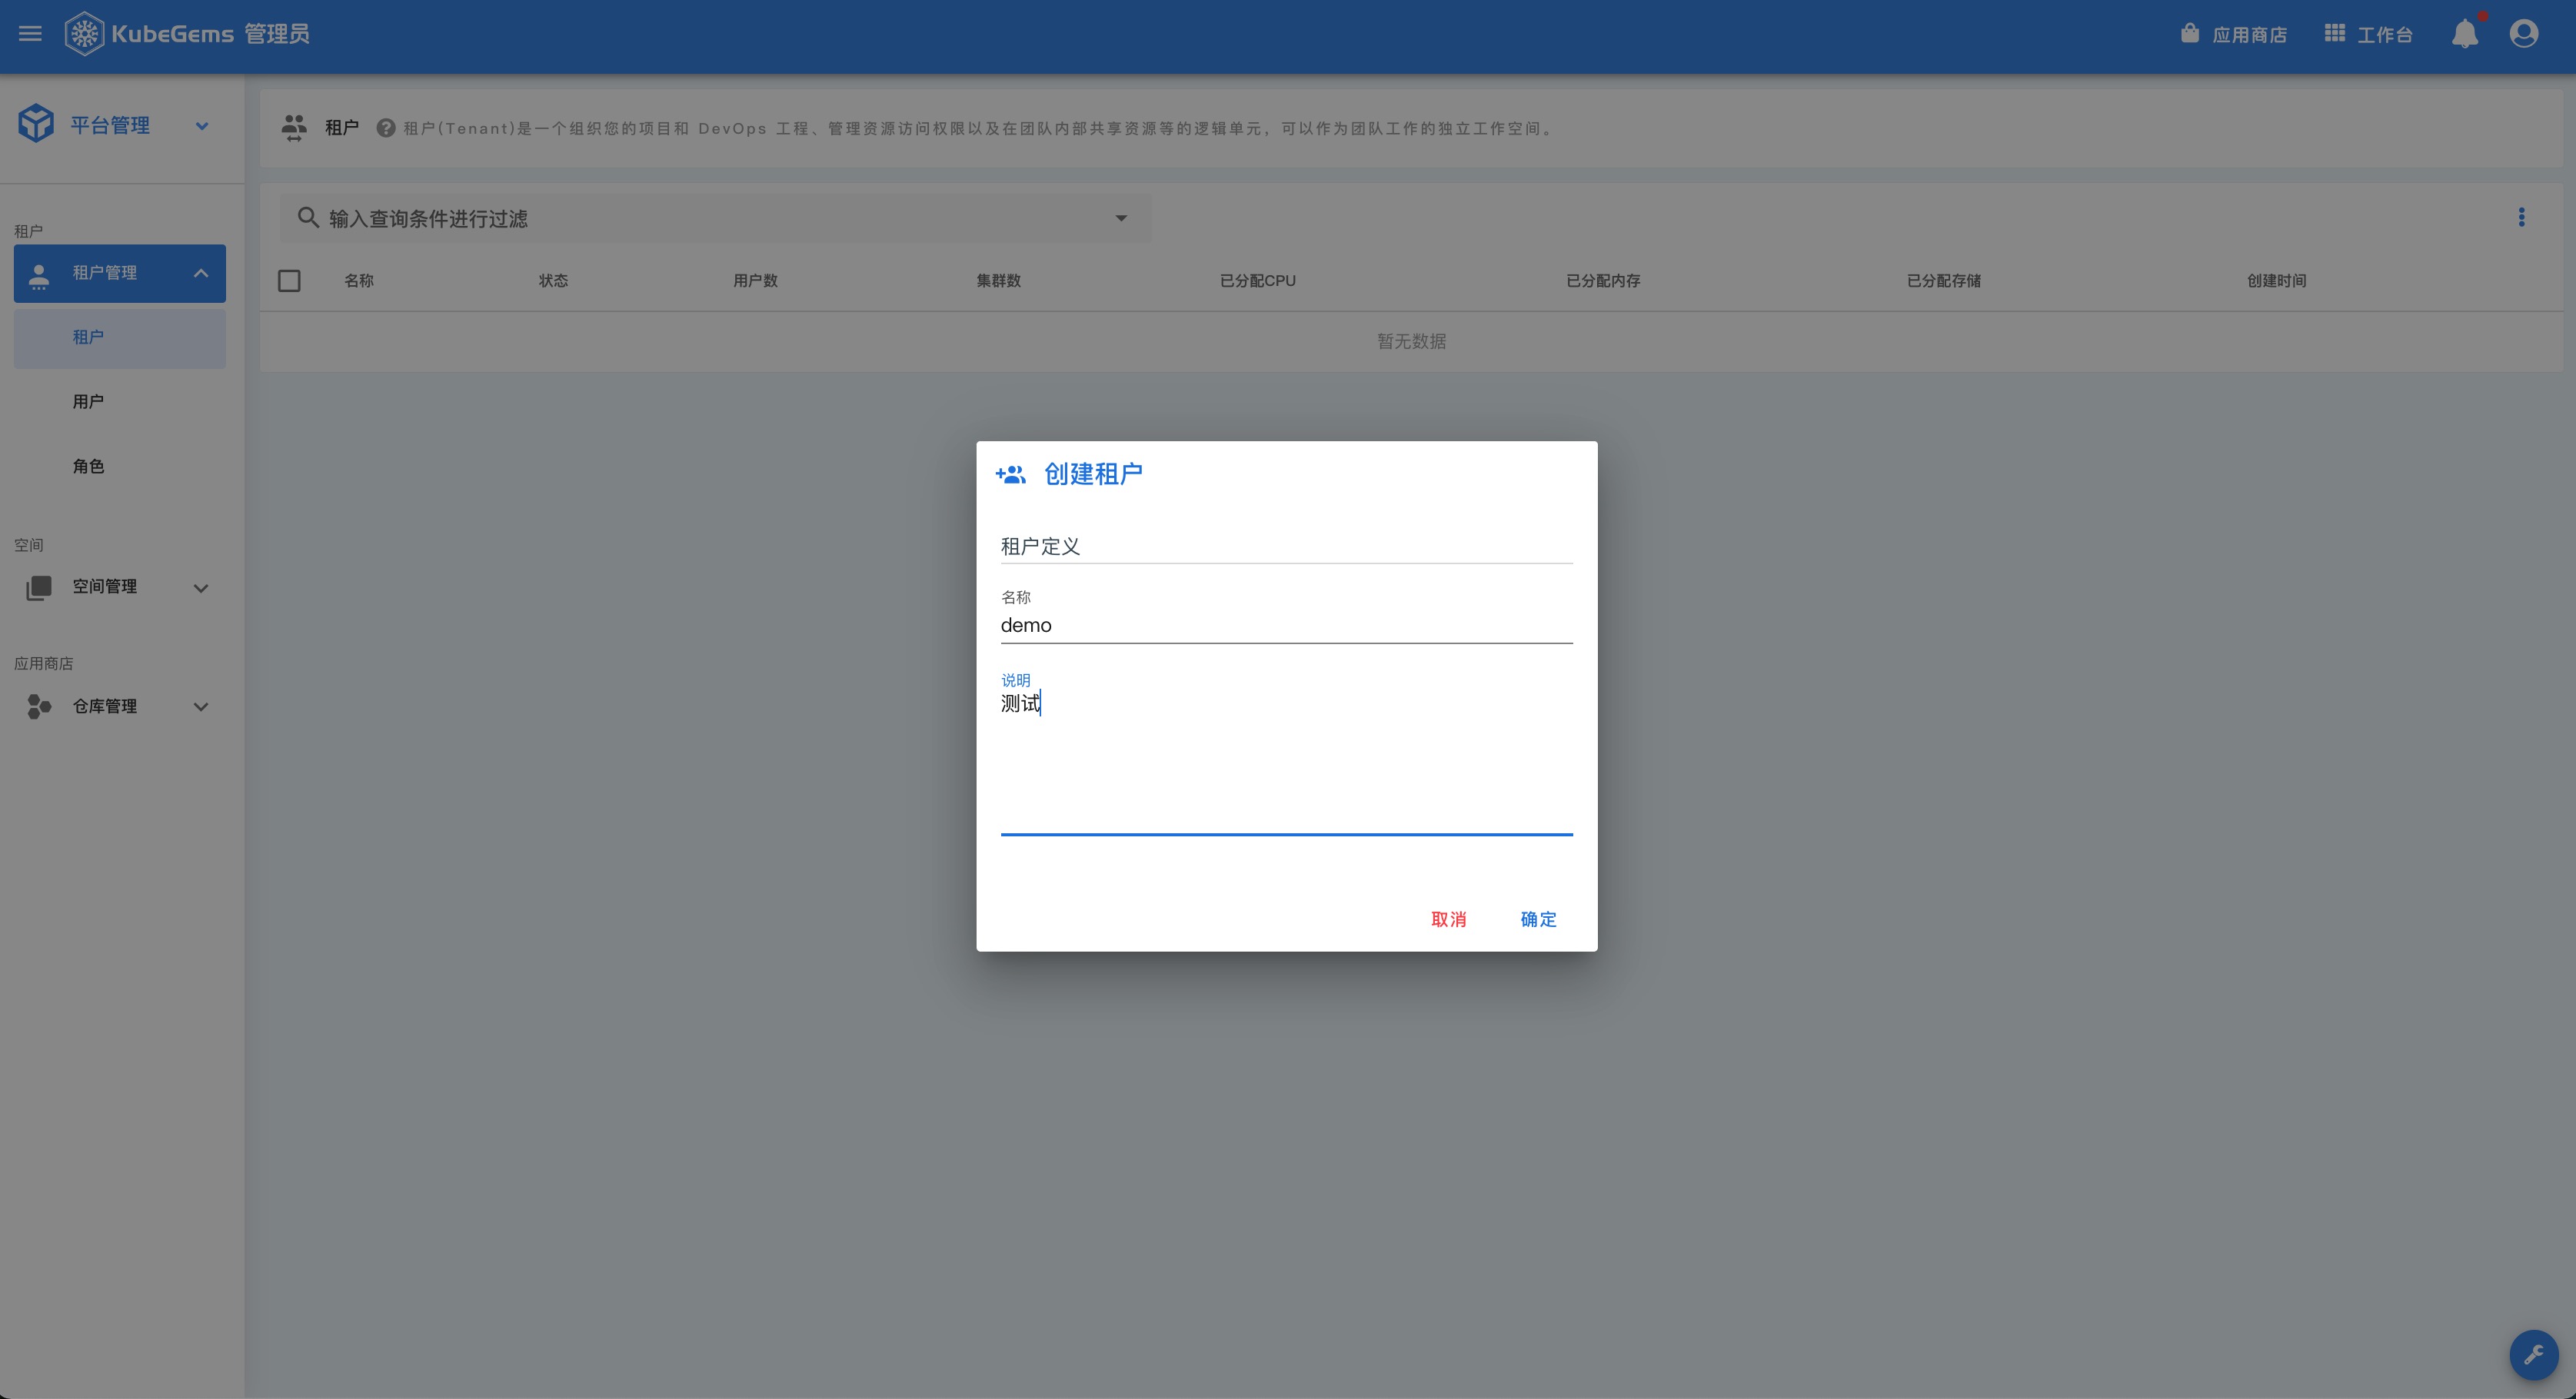 KubeGems 管理员
应用商店
工作台
平台管理
租户
租户管理
租户
用户
角色
空间
空间管理
应用商店
仓库管理
租户
租户(Tenant)是一个组织您的项目和 DevOps 工程、管理资源访问权限以及在团队内部共享资源等的逻辑单元，可以作为团队工作的独立工作空间。
输入查询条件进行过滤
名称 状态 用户数 集群数 已分配CPU 已分配内存 已分配存储 创建时间
暂无数据
创建租户
租户定义
名称
demo
说明
测试
取消 确定